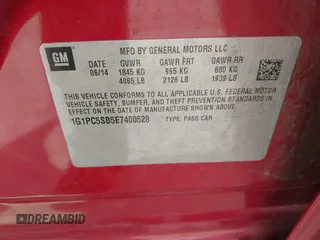 GM
MFD BY GENERAL MOTORS LLC
DATE GVWR GAWR FRT GAWR RR
06/14 1845 KG 965 KG 880 KG
4065 LB 2126 LB 1939 LB
THIS VEHICLE CONFORMS TO ALL APPLICABLE U.S. FEDERAL MOTOR
VEHICLE SAFETY, BUMPER, AND THEFT PREVENTION STANDARDS IN
EFFECT ON THE DATE OF MANUFACTURE SHOWN ABOVE.
1G1PC5SB5E7400628 TYPE: PASS CAR
DREAMBID